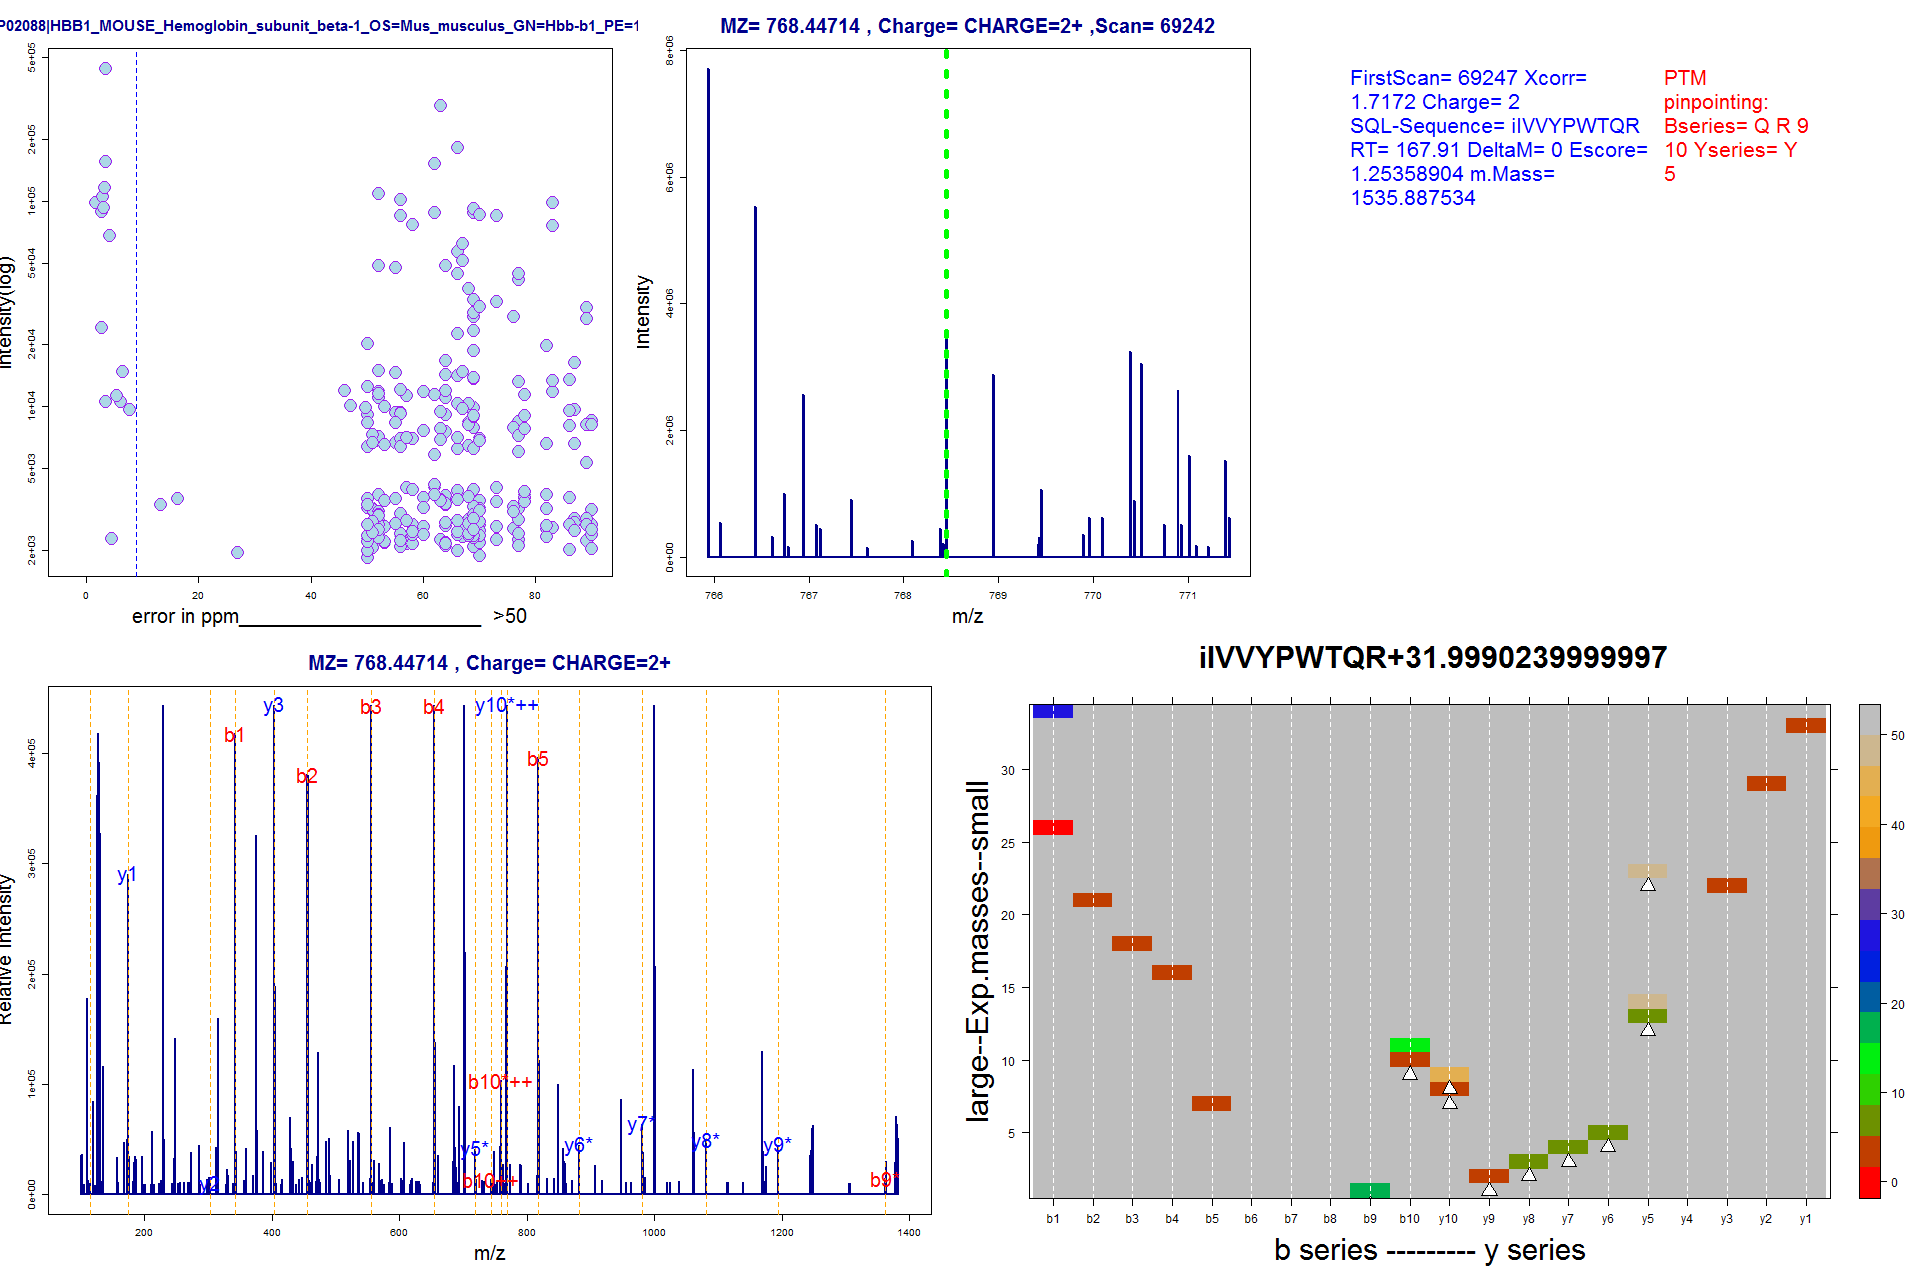 P02088|HBB1_MOUSE_Hemoglobin_subunit_beta-1_OS=Mus_musculus_GN=Hbb-b1_PE=1
5e+05
2e+05
1e+05
5e+04
2e+04
1e+04
5e+03
2e+03
Intensity(log)
0
20
40
60
80
error in ppm______________________ >50
MZ= 768.44714 , Charge= CHARGE=2+ ,Scan= 69242
8e+06
6e+06
4e+06
2e+06
0e+00
Intensity
766
767
768
769
770
771
m/z
FirstScan= 69247 Xcorr=
1.7172 Charge= 2
SQL-Sequence= iIVVYPWTQR
RT= 167.91 DeltaM= 0 Escore=
1.25358904 m.Mass=
1535.887534
PTM
pinpointing:
Bseries= Q R 9
10 Yseries= Y
5
MZ= 768.44714 , Charge= CHARGE=2+
4e+05
3e+05
2e+05
1e+05
0e+00
Relative Intensity
y3
b3
b4
y10*++
b1
b5
b2
y1
b10*++
y7*
y5*
y6*
y8*
y9*
y2
b10++
b9*
200
400
600
800
1000
1200
1400
m/z
iIVVYPWTQR+31.9990239999997
30
25
20
15
10
5
large--Exp.masses--small
b1
b2
b3
b4
b5
b6
b7
b8
b9
b10
y10
y9
y8
y7
y6
y5
y4
y3
y2
y1
b series --------- y series
50
40
30
20
10
0